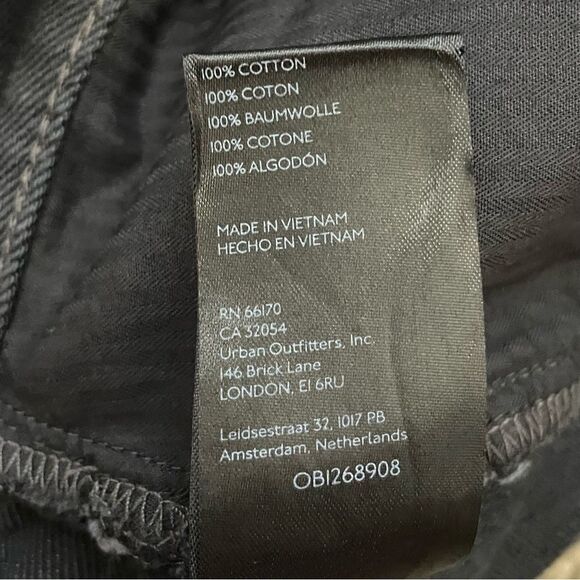 100% COTTON
100% COTON
100% BAUMWOLLE
100% COTONE
100% ALGODÓN
MADE IN VIETNAM
HECHO EN VIETNAM
RN 66170
CA 32054
Urban Outfitters, Inc.
146 Brick Lane
LONDON, E1 6RU
Leidsestraat 32, 1017 PB
Amsterdam, Netherlands
OB1268908